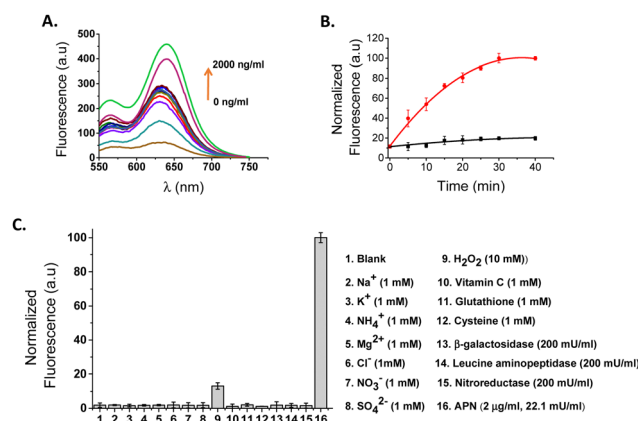 A.
B.
500
400
300
200
100
0
Fluorescence (a.u)
2000 ng/ml
0 ng/ml
550 600 650 700 750
λ (nm)
120
100
80
60
40
20
0
Normalized
Fluorescence (a.u)
0 10 20 30 40
Time (min)
C.
100
80
60
40
20
0
Normalized
Fluorescence (a.u)
1 2 3 4 5 6 7 8 9 10 11 12 13 14 15 16
1. Blank
2. Na⁺ (1 mM)
3. K⁺ (1 mM)
4. NH₄⁺ (1 mM)
5. Mg²⁺ (1 mM)
6. Cl⁻ (1mM)
7. NO₃⁻ (1 mM)
8. SO₄²⁻ (1 mM)
9. H₂O₂ (10 mM))
10. Vitamin C (1 mM)
11. Glutathione (1 mM)
12. Cysteine (1 mM)
13. β-galactosidase (200 mU/ml)
14. Leucine aminopeptidase (200 mU/ml)
15. Nitroreductase (200 mU/ml)
16. APN (2 µg/ml, 22.1 mU/ml)